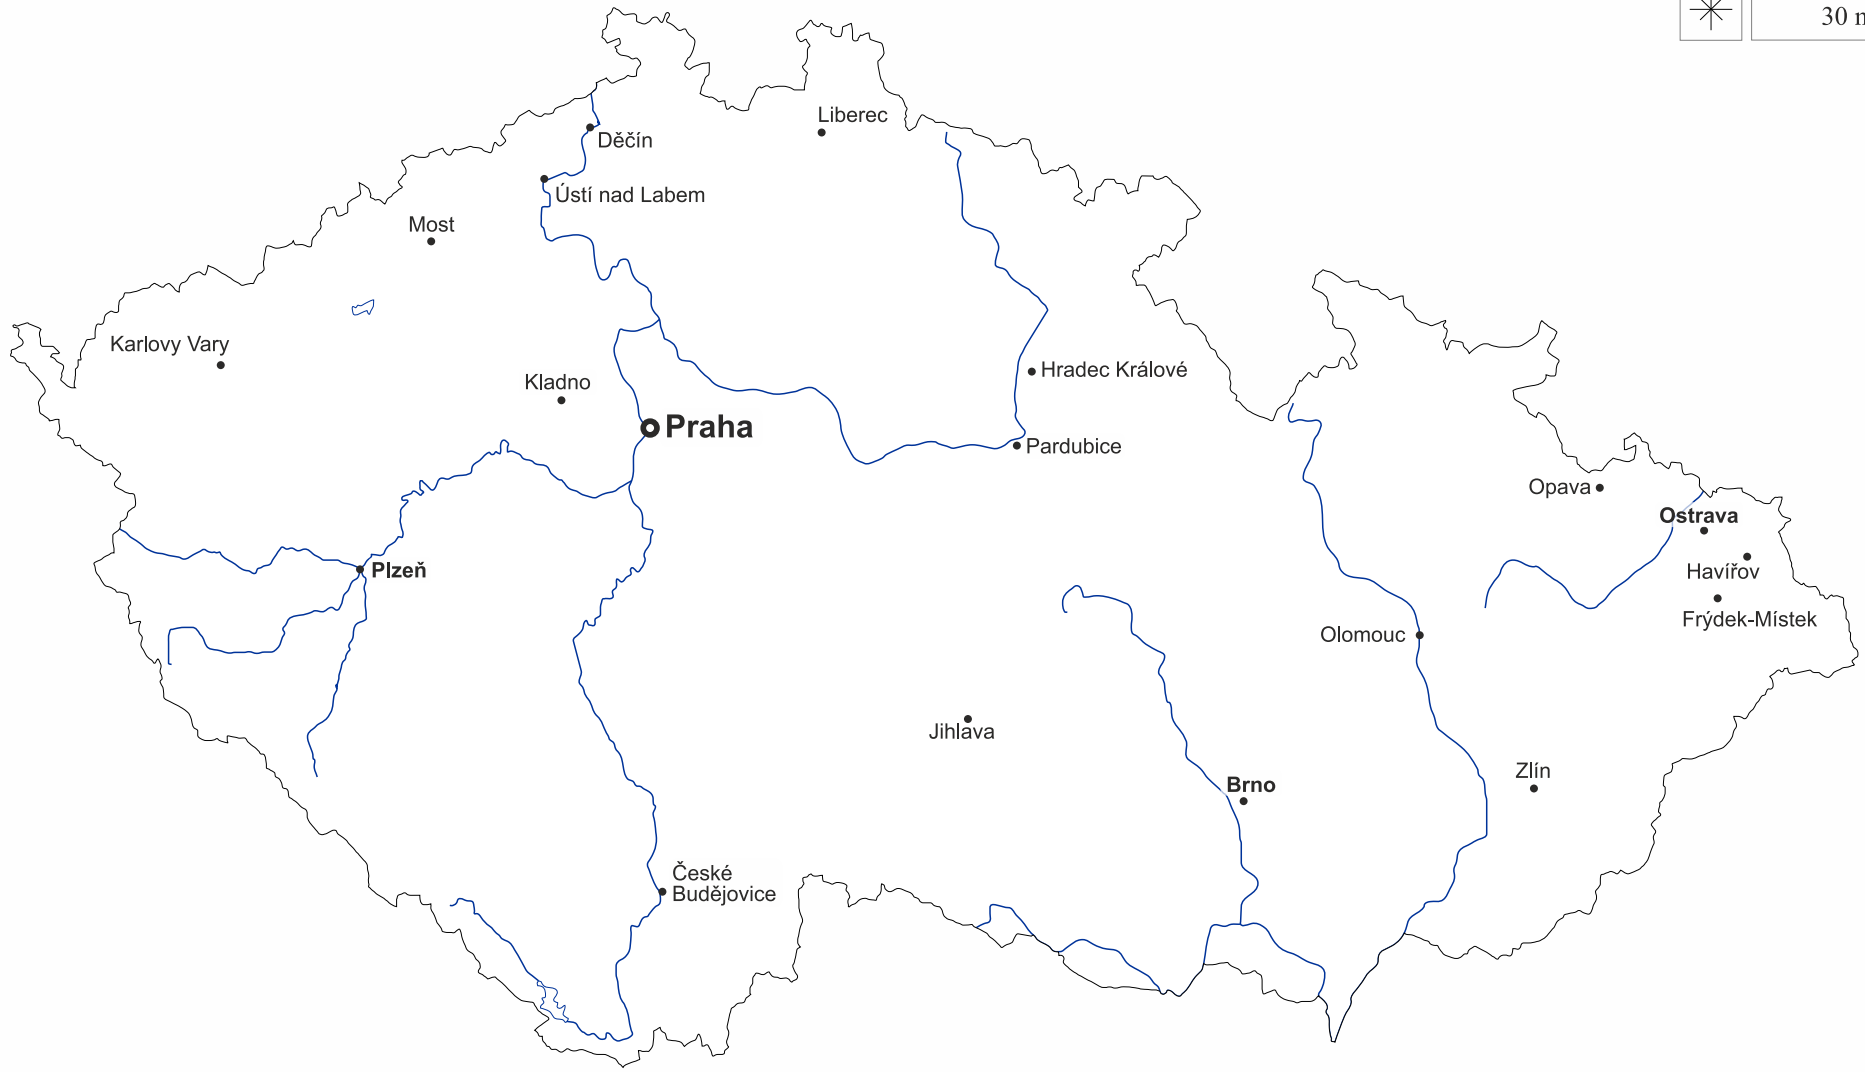 30 m
Liberec
Děčín
Ústí nad Labem
Most
Karlovy Vary
Kladno
Hradec Králové
Praha
Pardubice
Opava
Ostrava
Plzeň
Havířov
Frýdek-Místek
Olomouc
Jihlava
Zlín
Brno
České
Budějovice